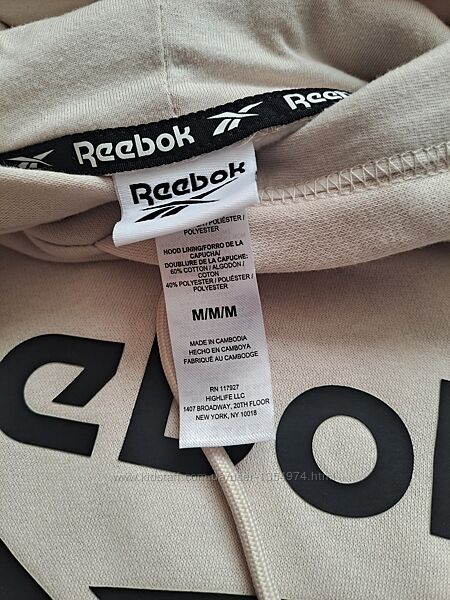 Reebok
Reebok
Reebok
POLIÉSTER /
POLYESTER
HOOD LINING/FORRO DE LA
CAPUCHA/
DOUBLURE DE LA CAPUCHE:
60% COTTON / ALGODÓN /
COTON
40% POLYESTER / POLIÉSTER /
POLYESTER
M/M/M
MADE IN CAMBODIA
HECHO EN CAMBOYA
FABRIQUÉ AU CAMBODGE
RN 117927
HIGHLIFE LLC
1407 BROADWAY, 20TH FLOOR
NEW YORK, NY 10018
ebo